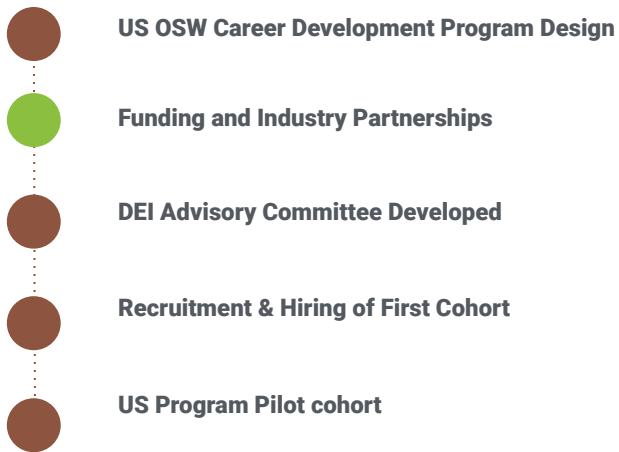 US OSW Career Development Program Design
Funding and Industry Partnerships
DEI Advisory Committee Developed
Recruitment & Hiring of First Cohort
US Program Pilot cohort